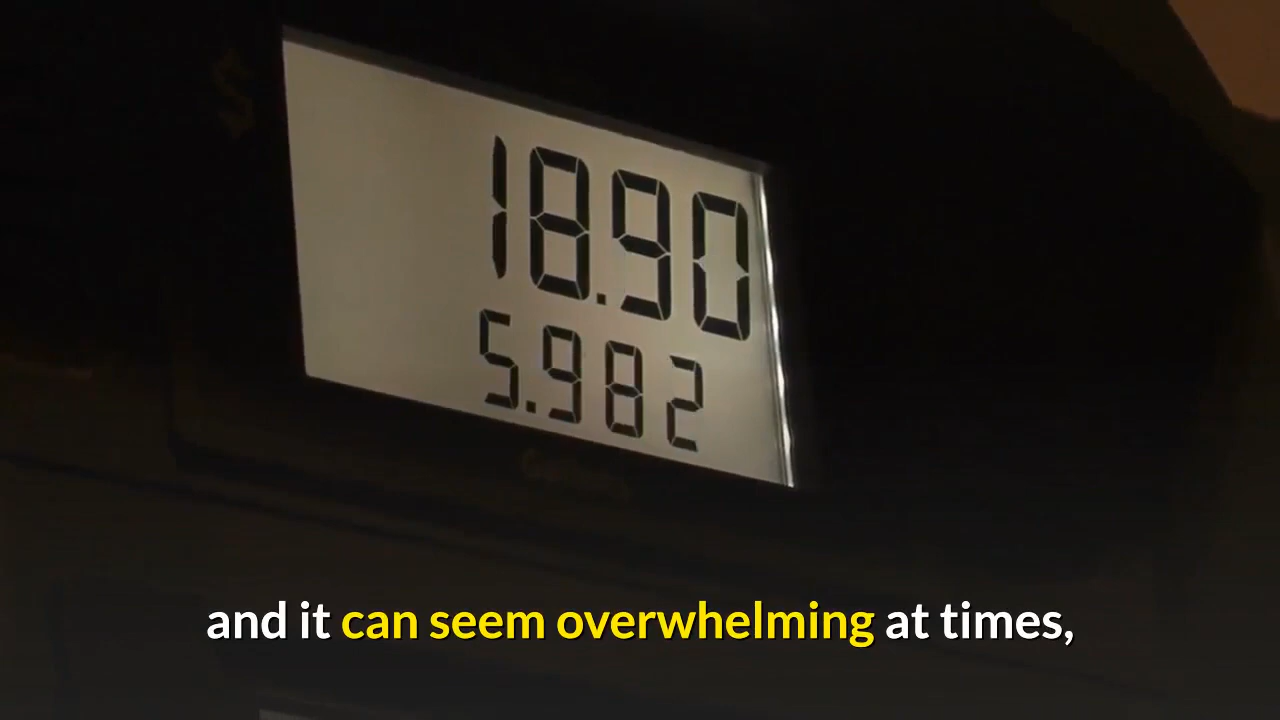 $
18.90
5.982
and it can seem overwhelming at times,